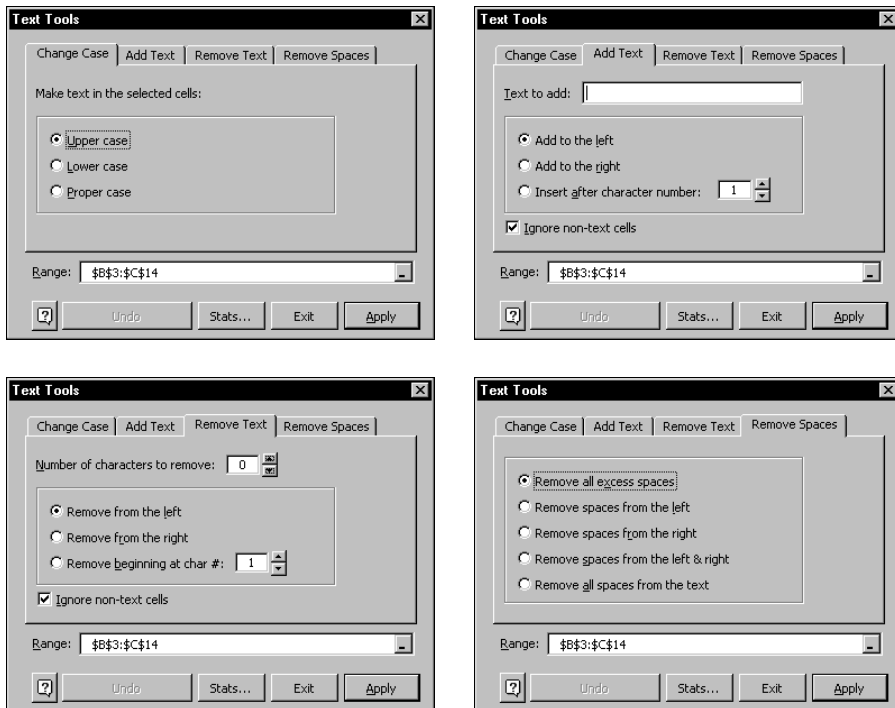 Text Tools
Change Case Add Text Remove Text Remove Spaces
Make text in the selected cells:
Upper case
Lower case
Proper case
Range: $B$3:$C$14
Undo Stats... Exit Apply
Text Tools
Change Case Add Text Remove Text Remove Spaces
Text to add:
Add to the left
Add to the right
Insert after character number: 1
Ignore non-text cells
Range: $B$3:$C$14
Undo Stats... Exit Apply
Text Tools
Change Case Add Text Remove Text Remove Spaces
Number of characters to remove: 0
Remove from the left
Remove from the right
Remove beginning at char #: 1
Ignore non-text cells
Range: $B$3:$C$14
Undo Stats... Exit Apply
Text Tools
Change Case Add Text Remove Text Remove Spaces
Remove all excess spaces
Remove spaces from the left
Remove spaces from the right
Remove spaces from the left & right
Remove all spaces from the text
Range: $B$3:$C$14
Undo Stats... Exit Apply